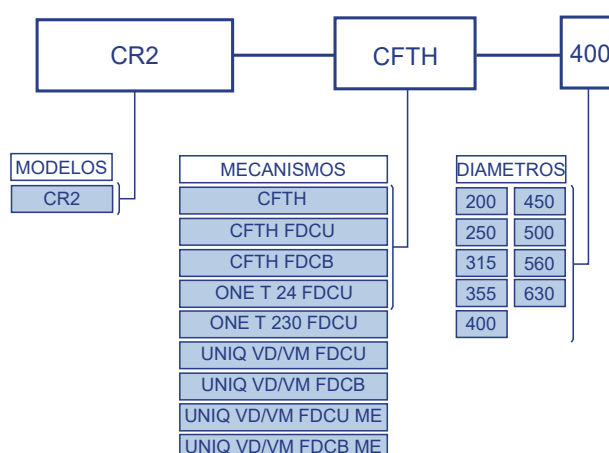 CR2 CFTH 400
MODELOS
CR2
MECANISMOS
CFTH
CFTH FDCU
CFTH FDCB
ONE T 24 FDCU
ONE T 230 FDCU
UNIQ VD/VM FDCU
UNIQ VD/VM FDCB
UNIQ VD/VM FDCU ME
UNIQ VD/VM FDCB ME
DIAMETROS
200 450
250 500
315 560
355 630
400